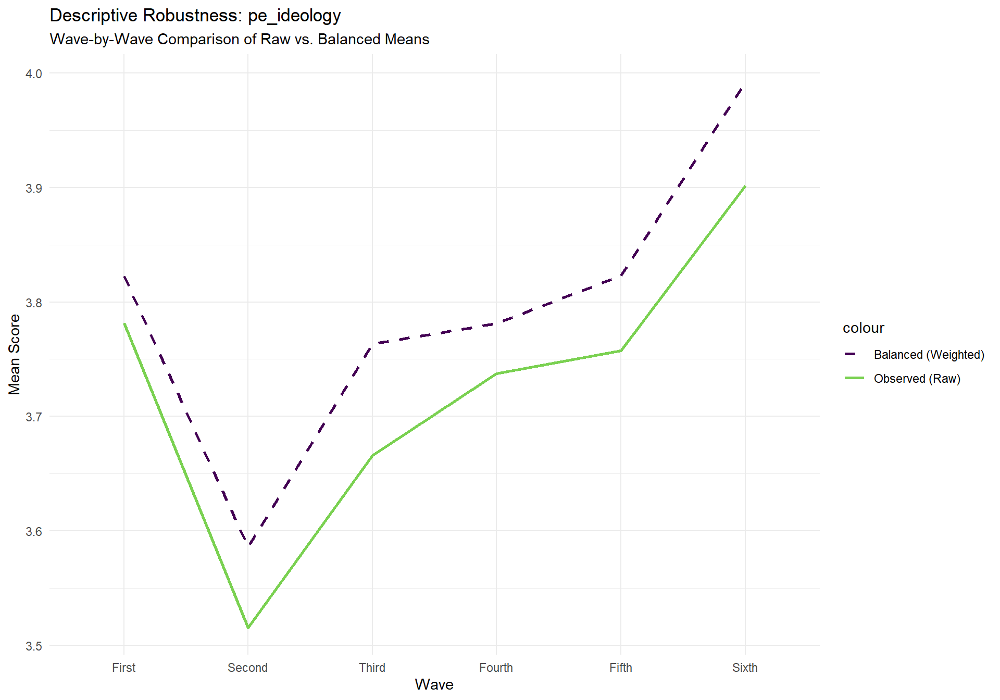 Descriptive Robustness: pe_ideology
Wave-by-Wave Comparison of Raw vs. Balanced Means
4.0
3.9
3.8
3.7
3.6
3.5
Mean Score
First Second Third Fourth Fifth Sixth
Wave
colour
Balanced (Weighted)
Observed (Raw)